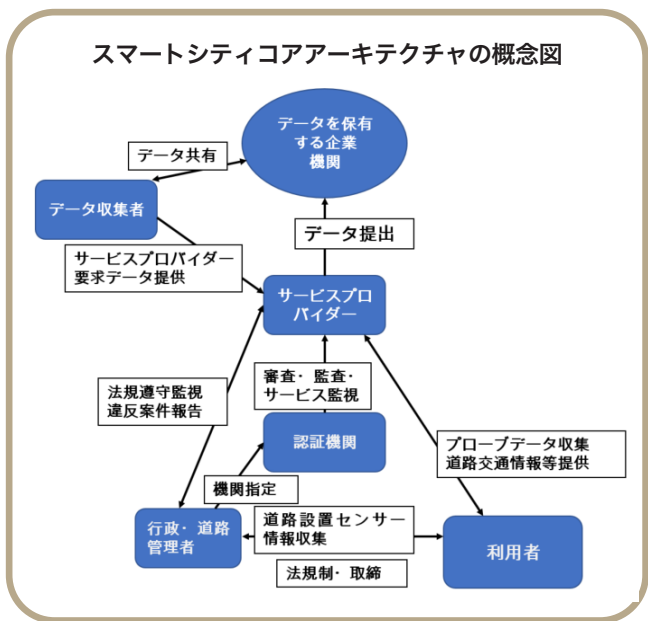 スマートシティコアアーキテクチャの概念図
データを保有
する企業
機関
データ共有
データ収集者
データ提出
サービスプロバイダー
要求データ提供
サービスプロ
バイダー
審査・監査・
サービス監視
法規遵守監視
違反案件報告
認証機関
プローブデータ収集
道路交通情報等提供
機関指定
行政・道路
管理者
道路設置センサー
情報収集
利用者
法規制・取締